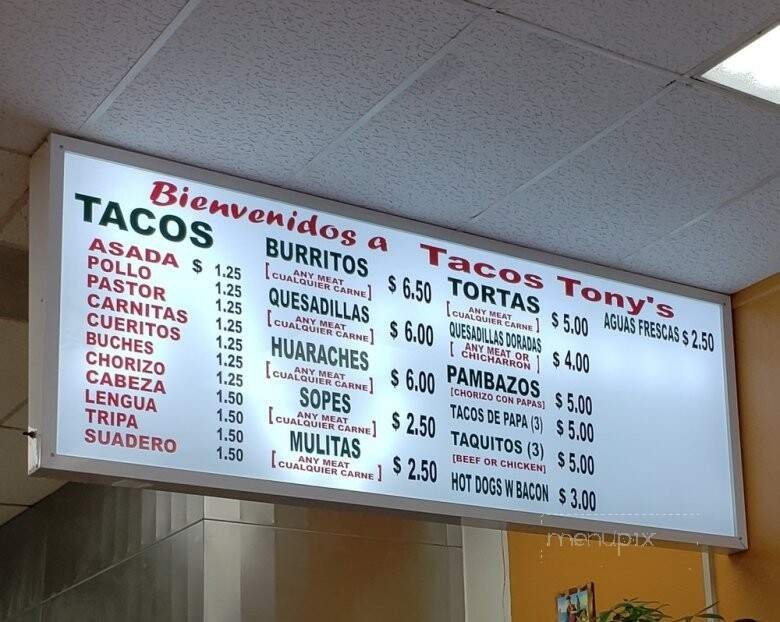 Bienvenidos a Tacos Tony's
TACOS
ASADA $ 1.25
POLLO 1.25
PASTOR 1.25
CARNITAS 1.25
CUERITOS 1.25
BUCHES 1.25
CHORIZO 1.25
CABEZA 1.50
LENGUA 1.50
TRIPA 1.50
SUADERO 1.50
BURRITOS
[ANY MEAT
CUALQUIER CARNE] $ 6.50
QUESADILLAS
[ANY MEAT
CUALQUIER CARNE] $ 6.00
HUARACHES
[ANY MEAT
CUALQUIER CARNE] $ 6.00
SOPES
[ANY MEAT
CUALQUIER CARNE] $ 2.50
MULITAS
[ANY MEAT
CUALQUIER CARNE] $ 2.50
TORTAS
[ANY MEAT
CUALQUIER CARNE] $ 5.00
QUESADILLAS DORADAS
[ANY MEAT OR
CHICHARRON] $ 4.00
PAMBAZOS
[CHORIZO CON PAPAS] $ 5.00
TACOS DE PAPA (3) $ 5.00
TAQUITOS (3)
[BEEF OR CHICKEN] $ 5.00
HOT DOGS W BACON $ 3.00
AGUAS FRESCAS $ 2.50
menupix